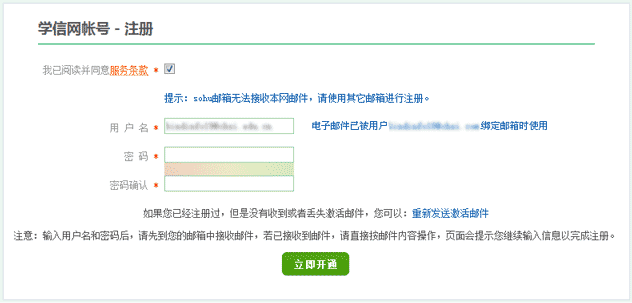 学信网帐号 - 注册
我已阅读并同意服务条款 *
提示：sohu邮箱无法接收本网邮件，请使用其它邮箱进行注册。
用 户 名 * 电子邮件已被用户 绑定邮箱时使用
密 码 *
密码确认 *
如果您已经注册过，但是没有收到或者丢失激活邮件，您可以：重新发送激活邮件
注意：输入用户名和密码后，请先到您的邮箱中接收邮件，若已接收到邮件，请直接按邮件内容操作，页面会提示您继续输入信息以完成注册。
立即开通